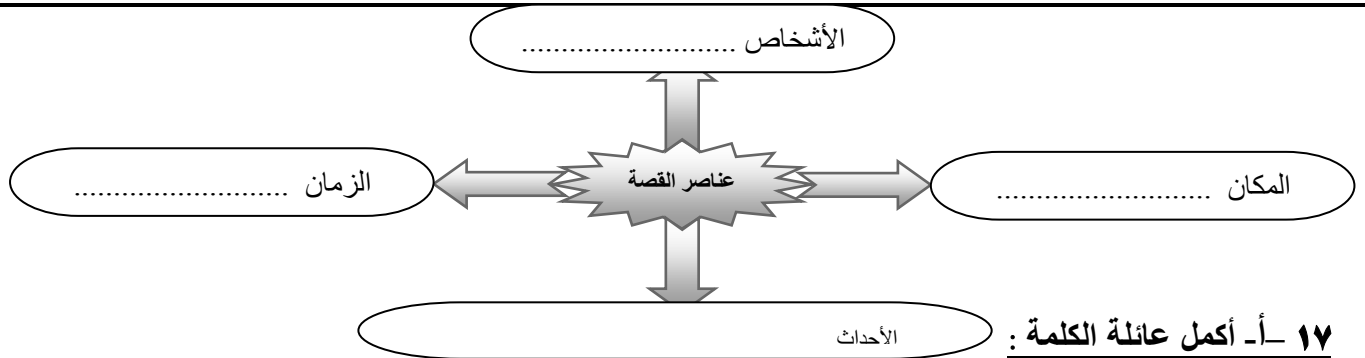 الأشخاص ...........................
عناصر القصة
المكان ...........................
الزمان ...........................
الأحداث
١٧ –أ- أكمل عائلة الكلمة :